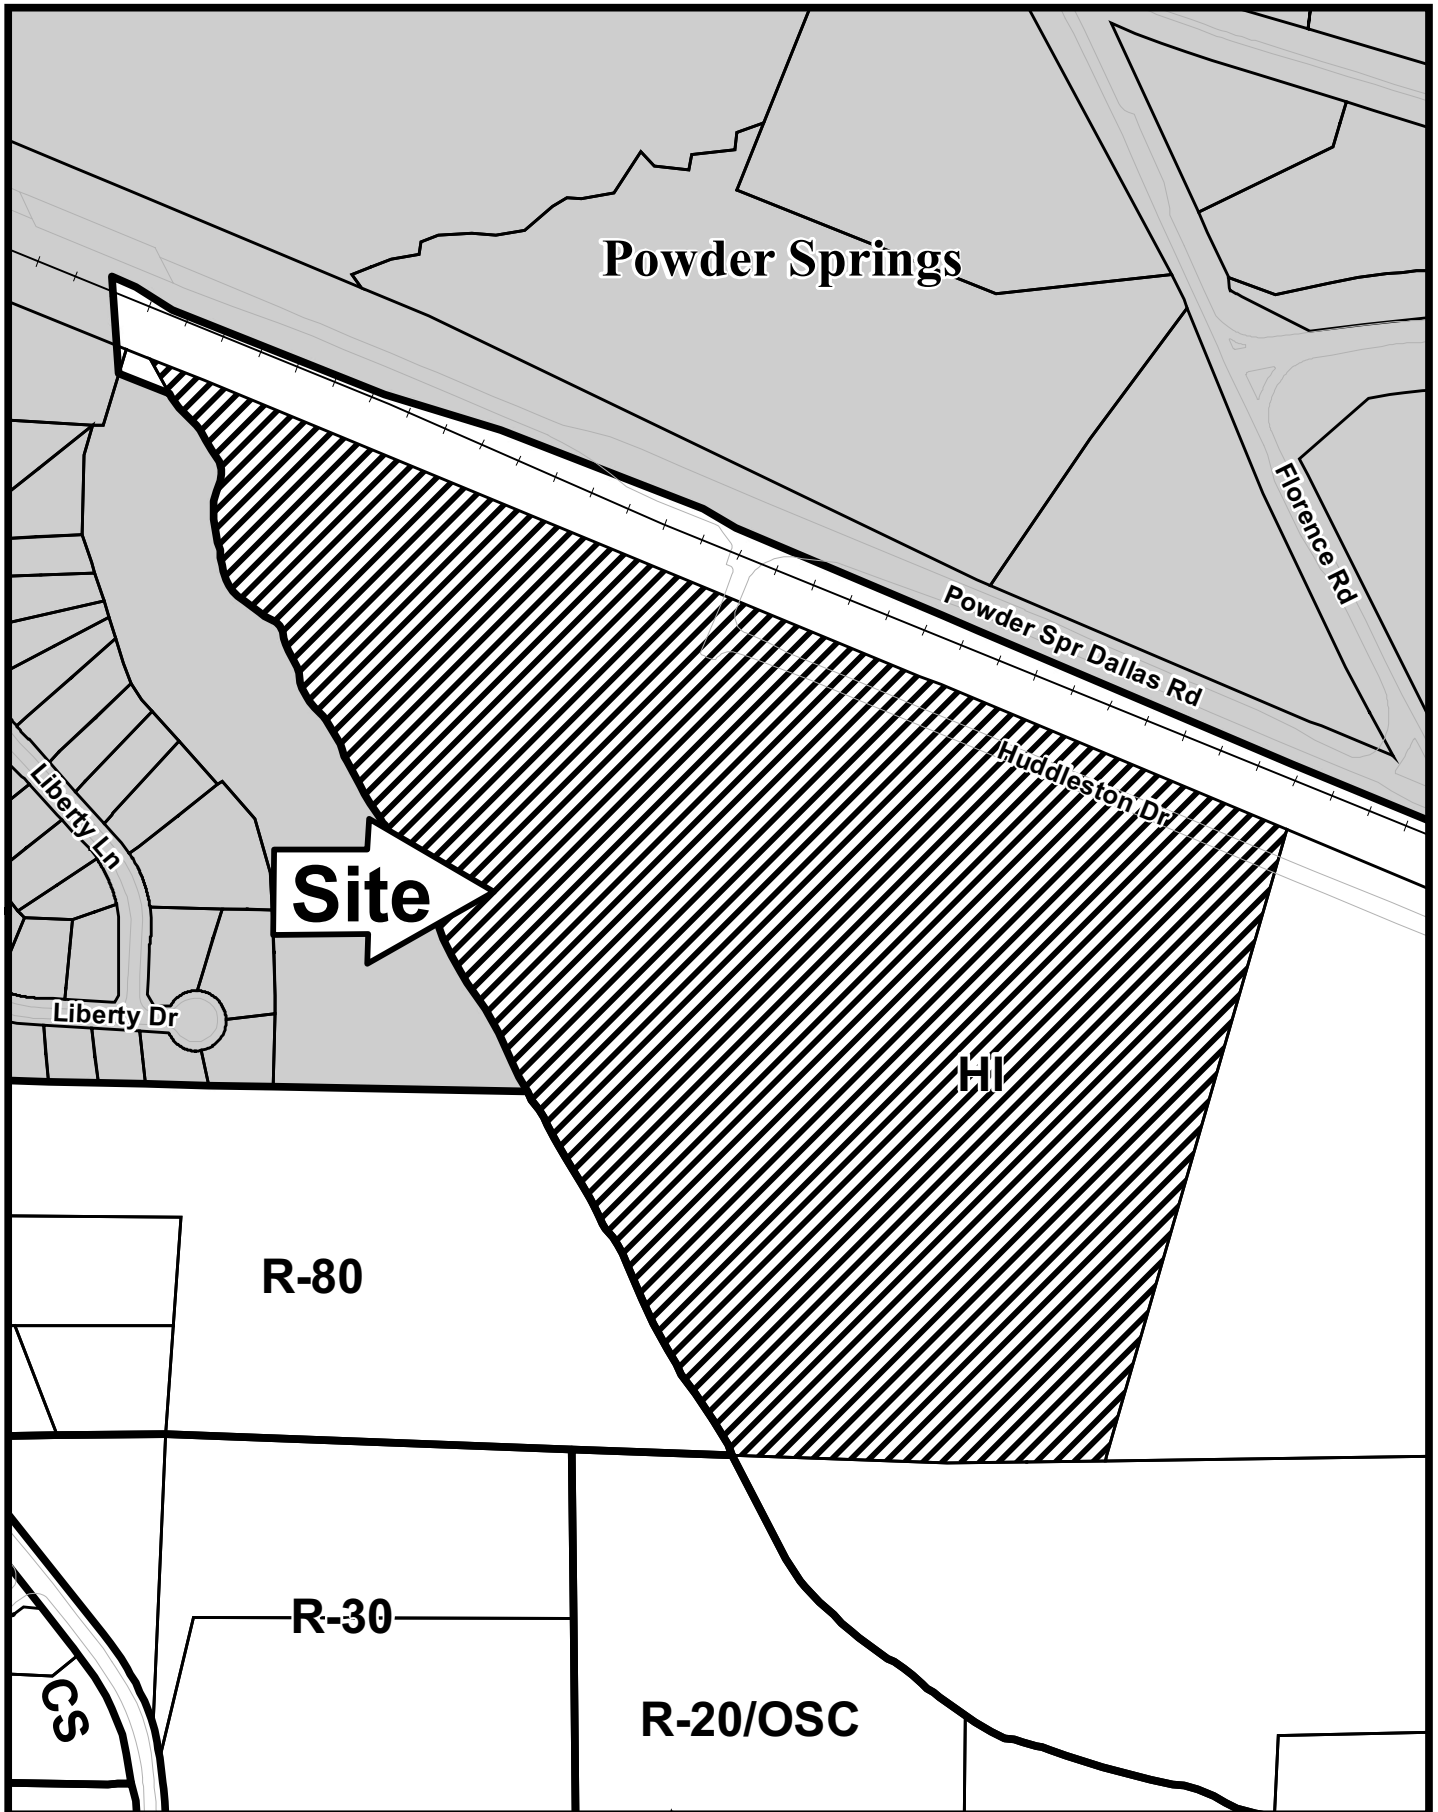 Powder Springs
Florence Rd
Powder Spr Dallas Rd
Huddleston Dr
Liberty Ln
Site
Liberty Dr
HI
R-80
R-30
CS
R-20/OSC